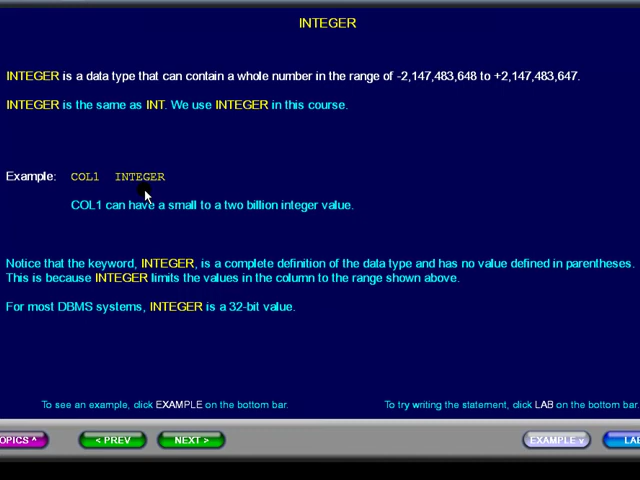 INTEGER
INTEGER is a data type that can contain a whole number in the range of -2,147,483,648 to +2,147,483,647.
INTEGER is the same as INT. We use INTEGER in this course.
Example: COL1 INTEGER
COL1 can have a small to a two billion integer value.
Notice that the keyword, INTEGER, is a complete definition of the data type and has no value defined in parentheses.
This is because INTEGER limits the values in the column to the range shown above.
For most DBMS systems, INTEGER is a 32-bit value.
To see an example, click EXAMPLE on the bottom bar. To try writing the statement, click LAB on the bottom bar.
OPICS ^ < PREV NEXT > EXAMPLE v LAB